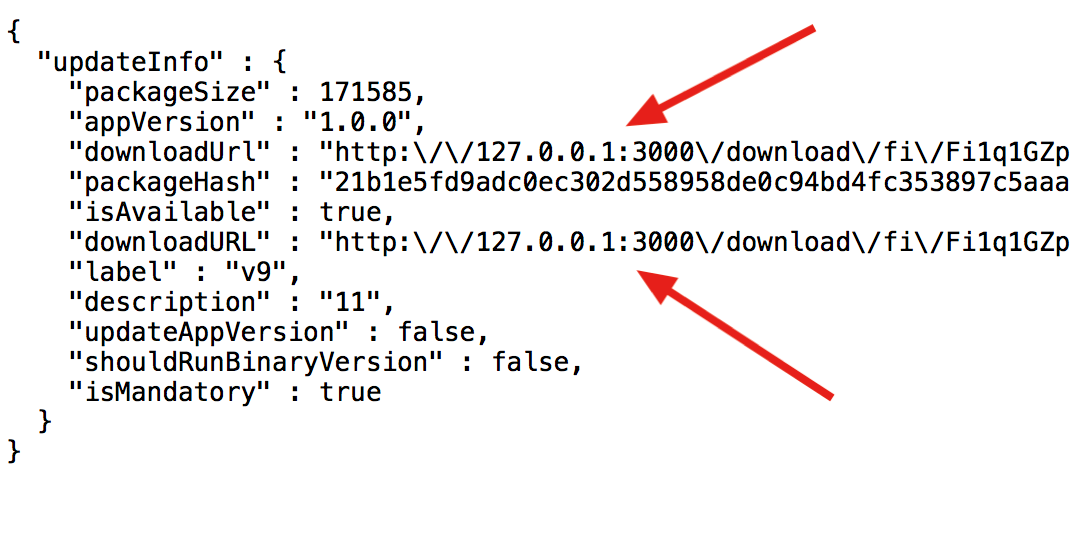 {
"updateInfo" : {
"packageSize" : 171585,
"appVersion" : "1.0.0",
"downloadUrl" : "http:\/\/127.0.0.1:3000\/download\/fi\/Fi1q1GZp
"packageHash" : "21b1e5fd9adc0ec302d558958de0c94bd4fc353897c5aaa
"isAvailable" : true,
"downloadURL" : "http:\/\/127.0.0.1:3000\/download\/fi\/Fi1q1GZp
"label" : "v9",
"description" : "11",
"updateAppVersion" : false,
"shouldRunBinaryVersion" : false,
"isMandatory" : true
}
}